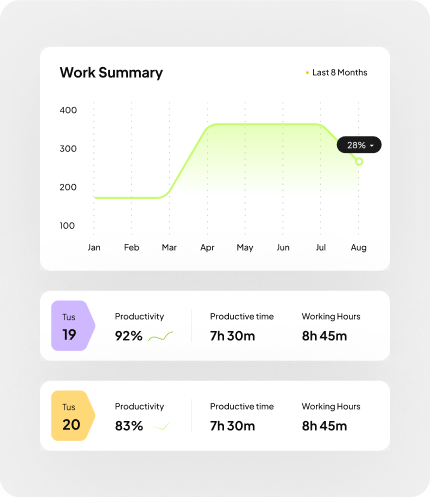 Work Summary
Last 8 Months
400
300
200
100
28%
Jan Feb Mar Apr May Jun Jul Aug
Tus
19
Productivity
92%
Productive time
7h 30m
Working Hours
8h 45m
Tus
20
Productivity
83%
Productive time
7h 30m
Working Hours
8h 45m